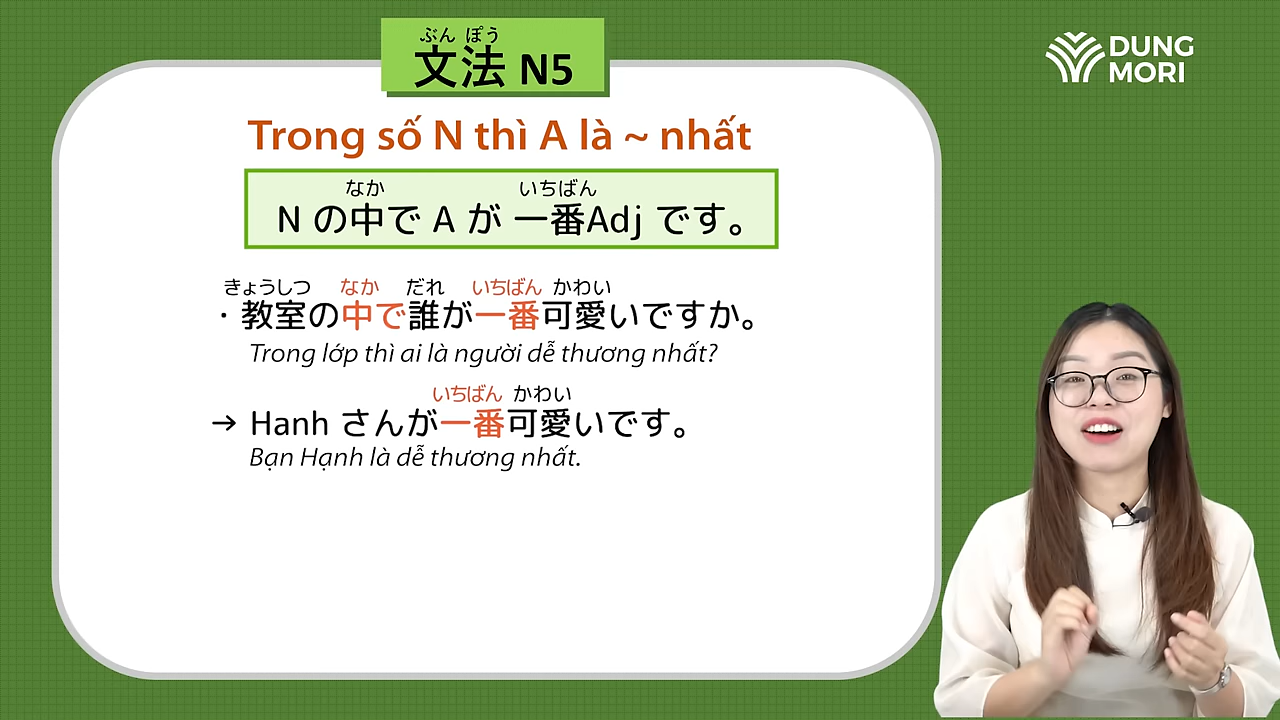 ぶん ぽう
文法 N5
DUNG
MORI
Trong số N thì A là ~ nhất
なか いちばん
N の中で A が 一番Adj です。
きょうしつ なか だれ いちばん かわい
・教室の中で誰が一番可愛いですか。
Trong lớp thì ai là người dễ thương nhất?
いちばん かわい
→ Hanh さんが一番可愛いです。
Bạn Hạnh là dễ thương nhất.